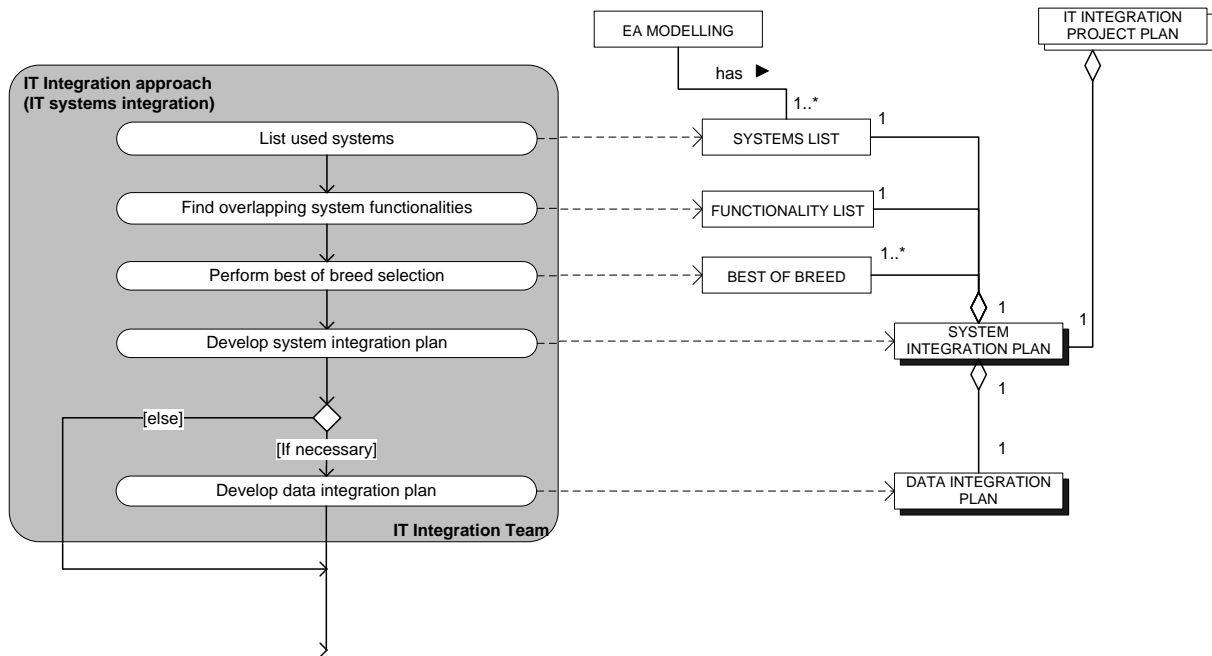 EA MODELLING
IT INTEGRATION
PROJECT PLAN
IT Integration approach
(IT systems integration)
has
1..*
List used systems
SYSTEMS LIST
1
Find overlapping system functionalities
FUNCTIONALITY LIST
1
Perform best of breed selection
BEST OF BREED
1..*
1
Develop system integration plan
SYSTEM
INTEGRATION PLAN
1
1
[else]
[If necessary]
1
Develop data integration plan
DATA INTEGRATION
PLAN
IT Integration Team